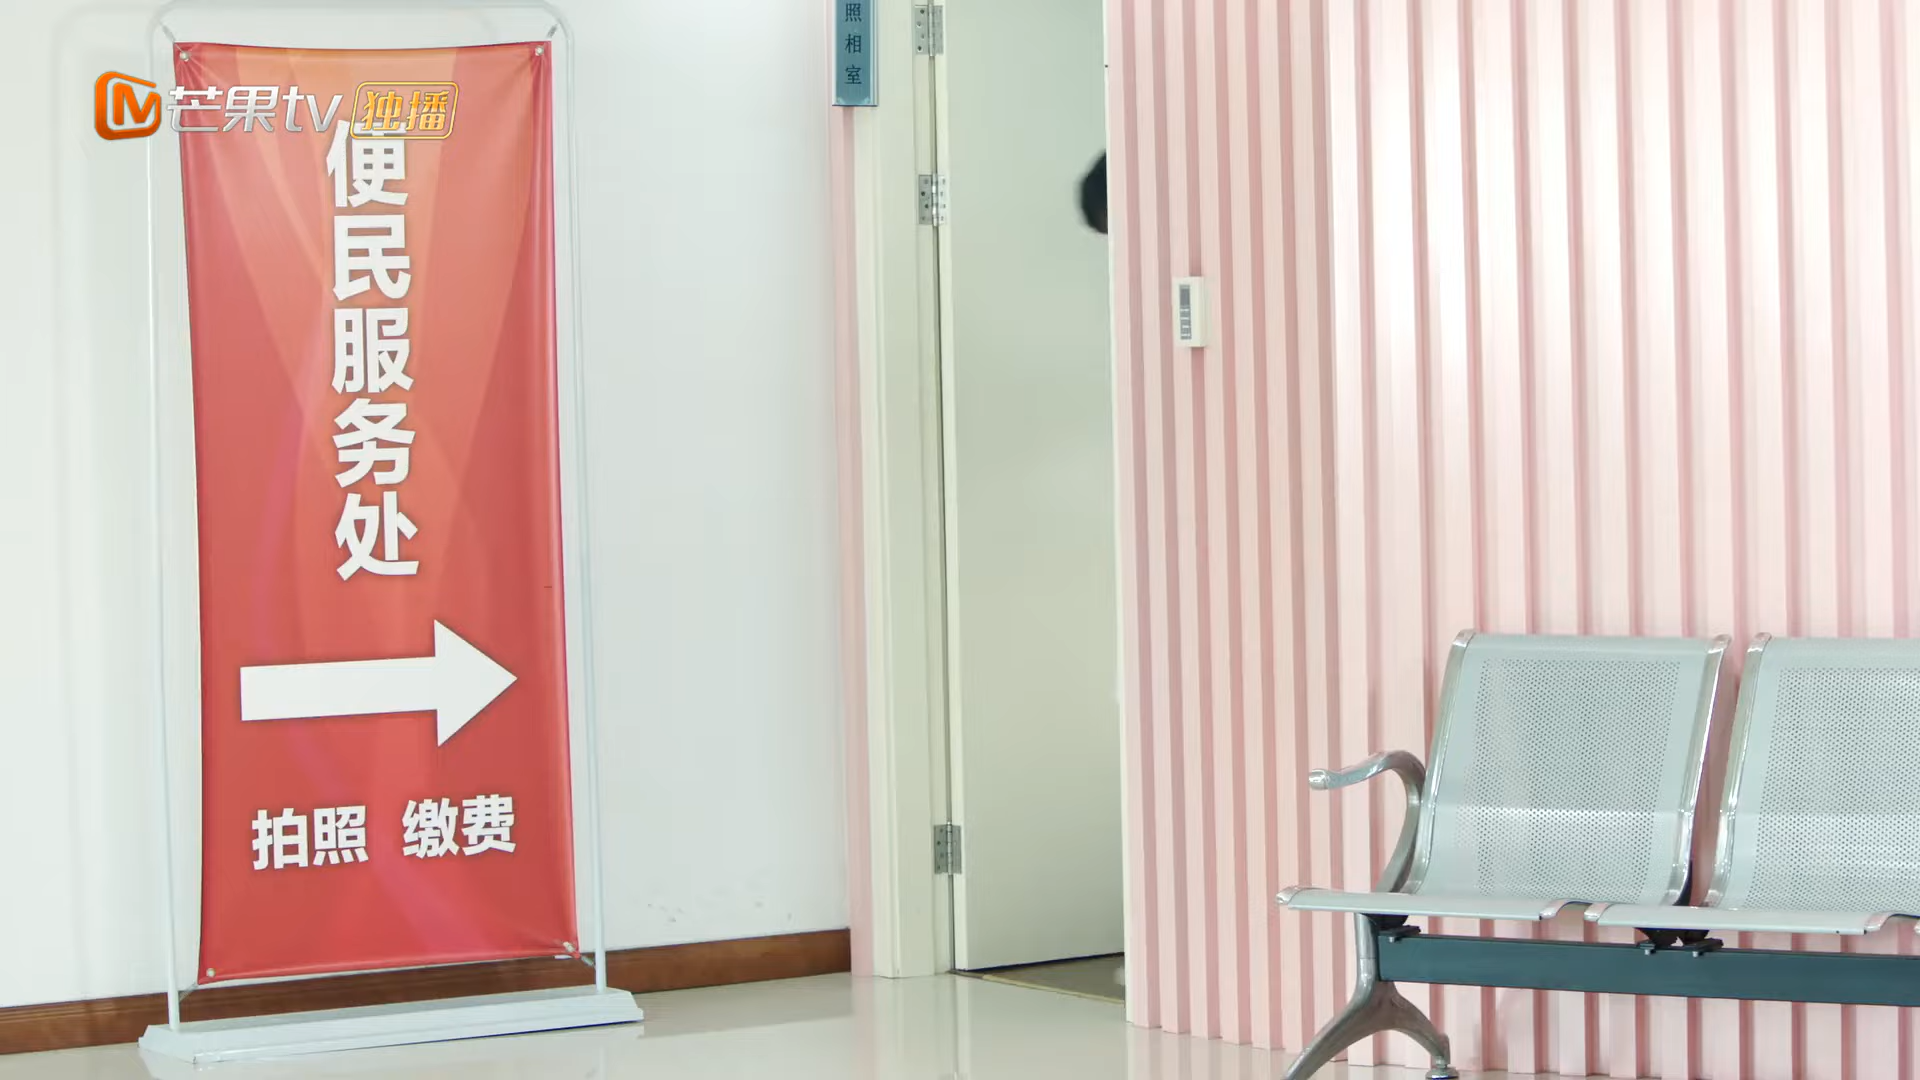 芒果tv 独播
便民服务处
拍照 缴费
照相室